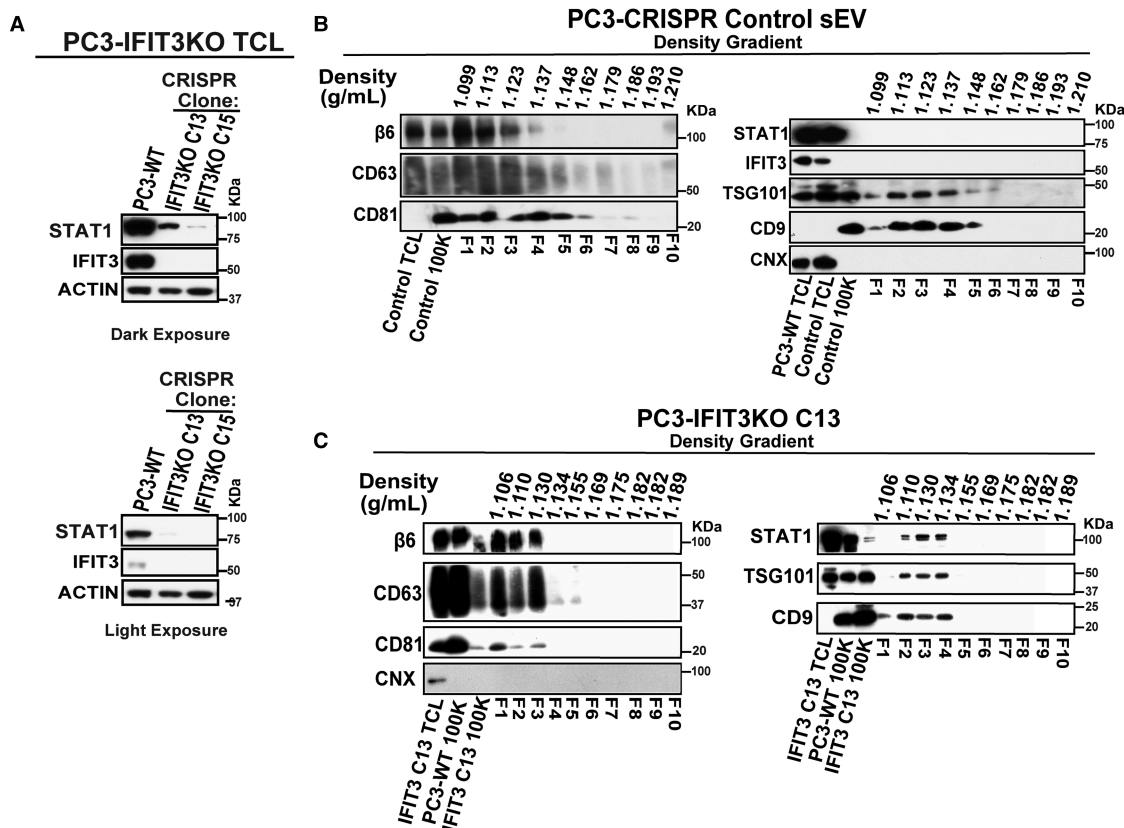 A
PC3-IFIT3KO TCL
CRISPR
Clone:
PC3-WT
IFIT3KO C13
IFIT3KO C15
KDa
STAT1
100
75
IFIT3
50
ACTIN
37
Dark Exposure
CRISPR
Clone:
PC3-WT
IFIT3KO C13
IFIT3KO C15
KDa
STAT1
100
75
IFIT3
50
ACTIN
37
Light Exposure
B
PC3-CRISPR Control sEV
Density Gradient
Density
(g/mL)
1.099 1.113 1.123 1.137 1.148 1.162 1.179 1.186 1.193 1.210
KDa
β6
100
CD63
50
CD81
20
Control TCL
Control 100K
F1 F2 F3 F4 F5 F6 F7 F8 F9 F10
1.099 1.113 1.123 1.137 1.148 1.162 1.179 1.186 1.193 1.210
KDa
STAT1
100
75
IFIT3
50
TSG101
50
CD9
20
CNX
100
PC3-WT TCL
Control TCL
Control 100K
F1 F2 F3 F4 F5 F6 F7 F8 F9 F10
C
PC3-IFIT3KO C13
Density Gradient
Density
(g/mL)
1.106 1.110 1.130 1.134 1.155 1.169 1.175 1.182 1.182 1.189
KDa
β6
100
CD63
50
37
CD81
20
CNX
100
IFIT3 C13 TCL
PC3-WT 100K
IFIT3 C13 100K
F1 F2 F3 F4 F5 F6 F7 F8 F9 F10
1.106 1.110 1.130 1.134 1.155 1.169 1.175 1.182 1.182 1.189
KDa
STAT1
100
TSG101
50
37
CD9
25
20
IFIT3 C13 TCL
PC3-WT 100K
IFIT3 C13 100K
F1 F2 F3 F4 F5 F6 F7 F8 F9 F10